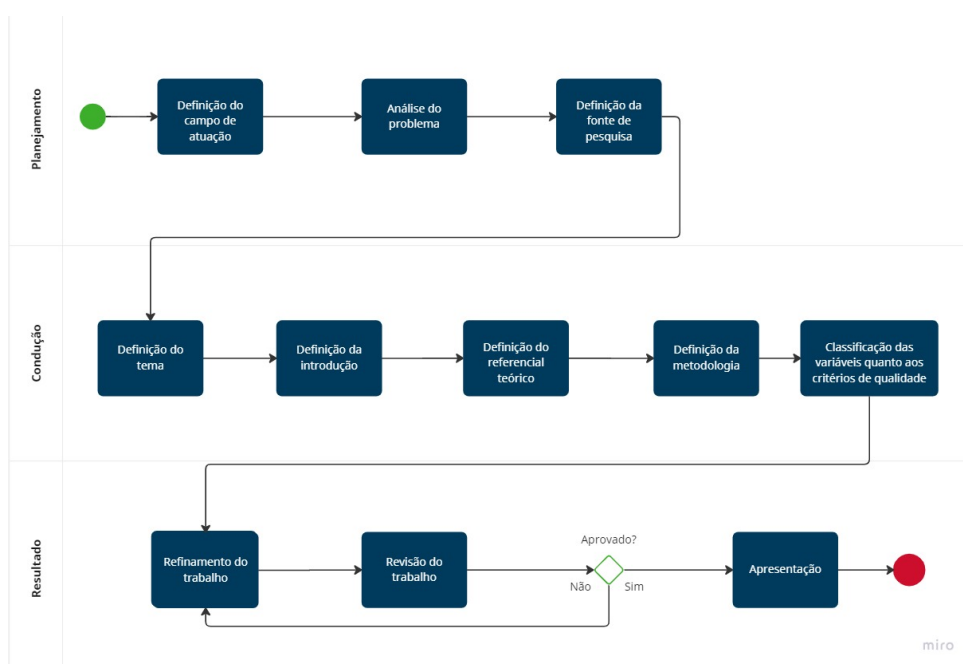 Planejamento
Definição do
campo de
atuação
Análise do
problema
Definição da
fonte de
pesquisa
Condução
Definição do
tema
Definição da
introdução
Definição do
referencial
teórico
Definição da
metodologia
Classificação das
variáveis quanto aos
critérios de qualidade
Resultado
Refinamento do
trabalho
Revisão do
trabalho
Aprovado?
Não
Sim
Apresentação
miro